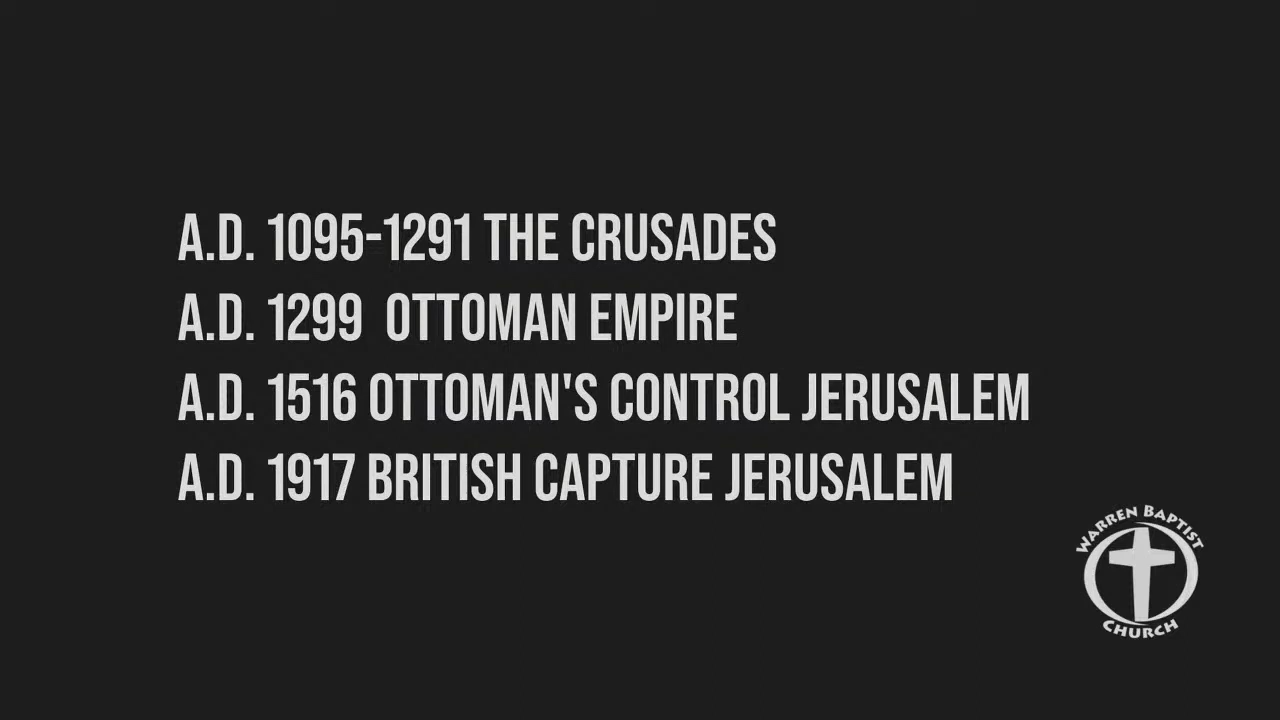 A.D. 1095-1291 THE CRUSADES
A.D. 1299  OTTOMAN EMPIRE
A.D. 1516 OTTOMAN'S CONTROL JERUSALEM
A.D. 1917 BRITISH CAPTURE JERUSALEM
WARREN BAPTIST
CHURCH